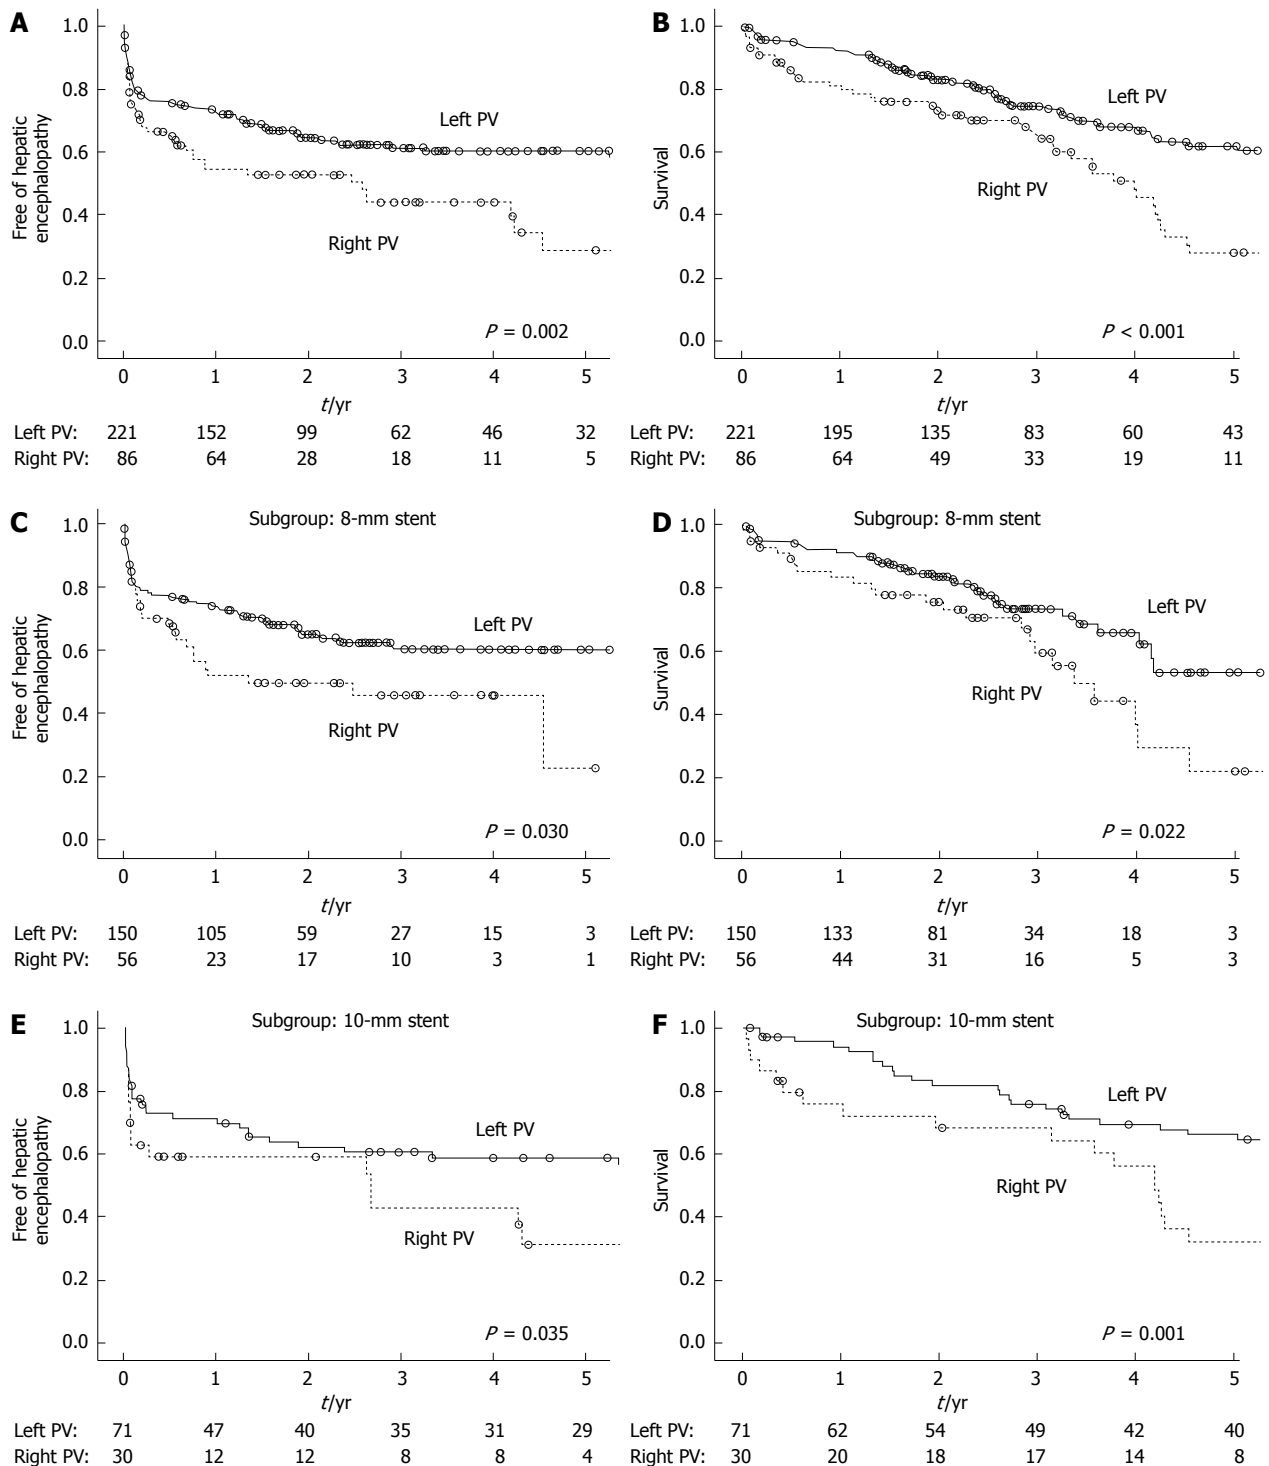 A
1.0
0.8
0.6
0.4
0.2
0.0
Free of hepatic
encephalopathy
Left PV
Right PV
P = 0.002
0 1 2 3 4 5
t/yr
Left PV: 221 152 99 62 46 32
Right PV: 86 64 28 18 11 5
B
1.0
0.8
0.6
0.4
0.2
0.0
Survival
Left PV
Right PV
P < 0.001
0 1 2 3 4 5
t/yr
Left PV: 221 195 135 83 60 43
Right PV: 86 64 49 33 19 11
C
Subgroup: 8-mm stent
1.0
0.8
0.6
0.4
0.2
0.0
Free of hepatic
encephalopathy
Left PV
Right PV
P = 0.030
0 1 2 3 4 5
t/yr
Left PV: 150 105 59 27 15 3
Right PV: 56 23 17 10 3 1
D
Subgroup: 8-mm stent
1.0
0.8
0.6
0.4
0.2
0.0
Survival
Left PV
Right PV
P = 0.022
0 1 2 3 4 5
t/yr
Left PV: 150 133 81 34 18 3
Right PV: 56 44 31 16 5 3
E
Subgroup: 10-mm stent
1.0
0.8
0.6
0.4
0.2
0.0
Free of hepatic
encephalopathy
Left PV
Right PV
P = 0.035
0 1 2 3 4 5
t/yr
Left PV: 71 47 40 35 31 29
Right PV: 30 12 12 8 8 4
F
Subgroup: 10-mm stent
1.0
0.8
0.6
0.4
0.2
0.0
Survival
Left PV
Right PV
P = 0.001
0 1 2 3 4 5
t/yr
Left PV: 71 62 54 49 42 40
Right PV: 30 20 18 17 14 8